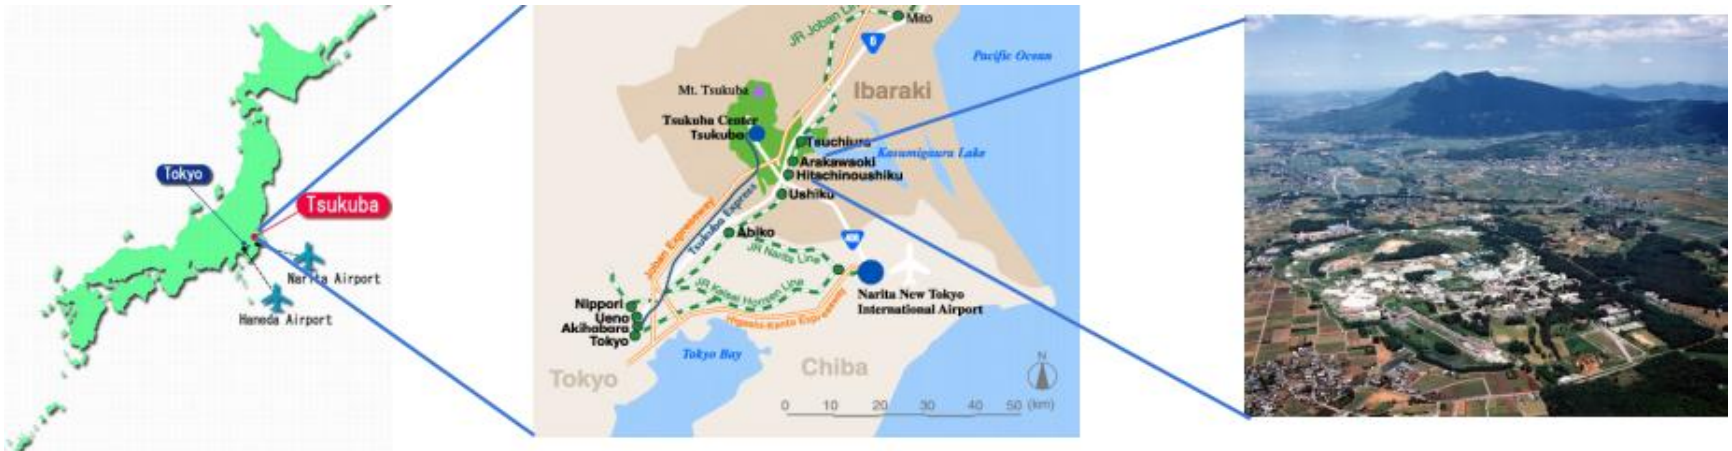 Tokyo
Tsukuba
Narita Airport
Haneda Airport
Mito
JR Joban Line
6
Pacific Ocean
Ibaraki
Mt. Tsukuba
Tsukuba Center
Tsukuba
Tsuchiura
Kasumigaura Lake
Arakawaoki
Hitachinoushiku
Ushiku
Joban Expressway
Tsukuba Express
Abiko
408
JR Narita Line
JR Keisei Honsen Line
Narita New Tokyo
International Airport
Higashi-Kanto Expressway
Nippori
Ueno
Akihabara
Tokyo
Tokyo Bay
Chiba
Tokyo
N
0 10 20 30 40 50 (km)